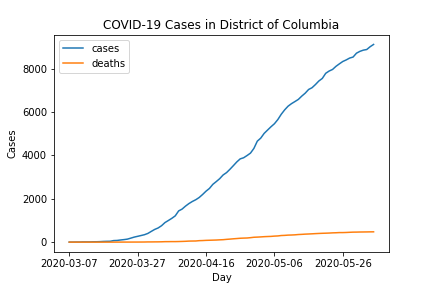 COVID-19 Cases in District of Columbia
cases
deaths
8000
6000
4000
2000
0
Cases
2020-03-07 2020-03-27 2020-04-16 2020-05-06 2020-05-26
Day